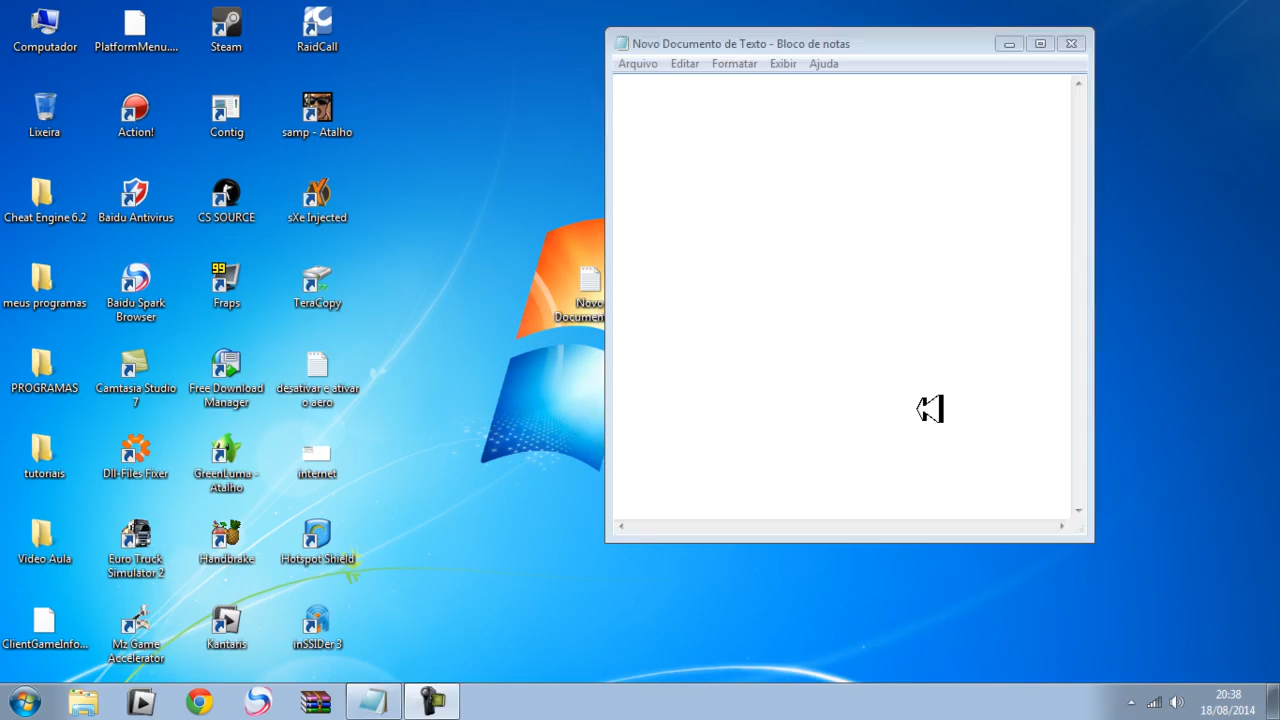 Computador
PlatformMenu....
Steam
RaidCall
Lixeira
Action!
Contig
samp - Atalho
Cheat Engine 6.2
Baidu Antivirus
CS SOURCE
sXe Injected
meus programas
Baidu Spark
Browser
99
Fraps
TeraCopy
PROGRAMAS
Camtasia Studio
7
Free Download
Manager
desativar e ativar
o aero
tutoriais
Dll-Files Fixer
GreenLuma -
Atalho
internet
Video Aula
Euro Truck
Simulator 2
Handbrake
Hotspot Shield
ClientGameInfo...
Mz Game
Accelerator
Kantaris
inSSIDer 3
Novo
Documen
Novo Documento de Texto - Bloco de notas
Arquivo Editar Formatar Exibir Ajuda
20:38
18/08/2014